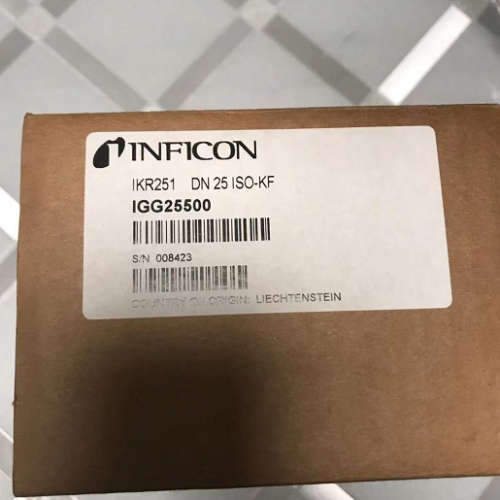 INFICON
IKR251 DN 25 ISO-KF
IGG25500
S/N 008423
COUNTRY OF ORIGIN: LIECHTENSTEIN